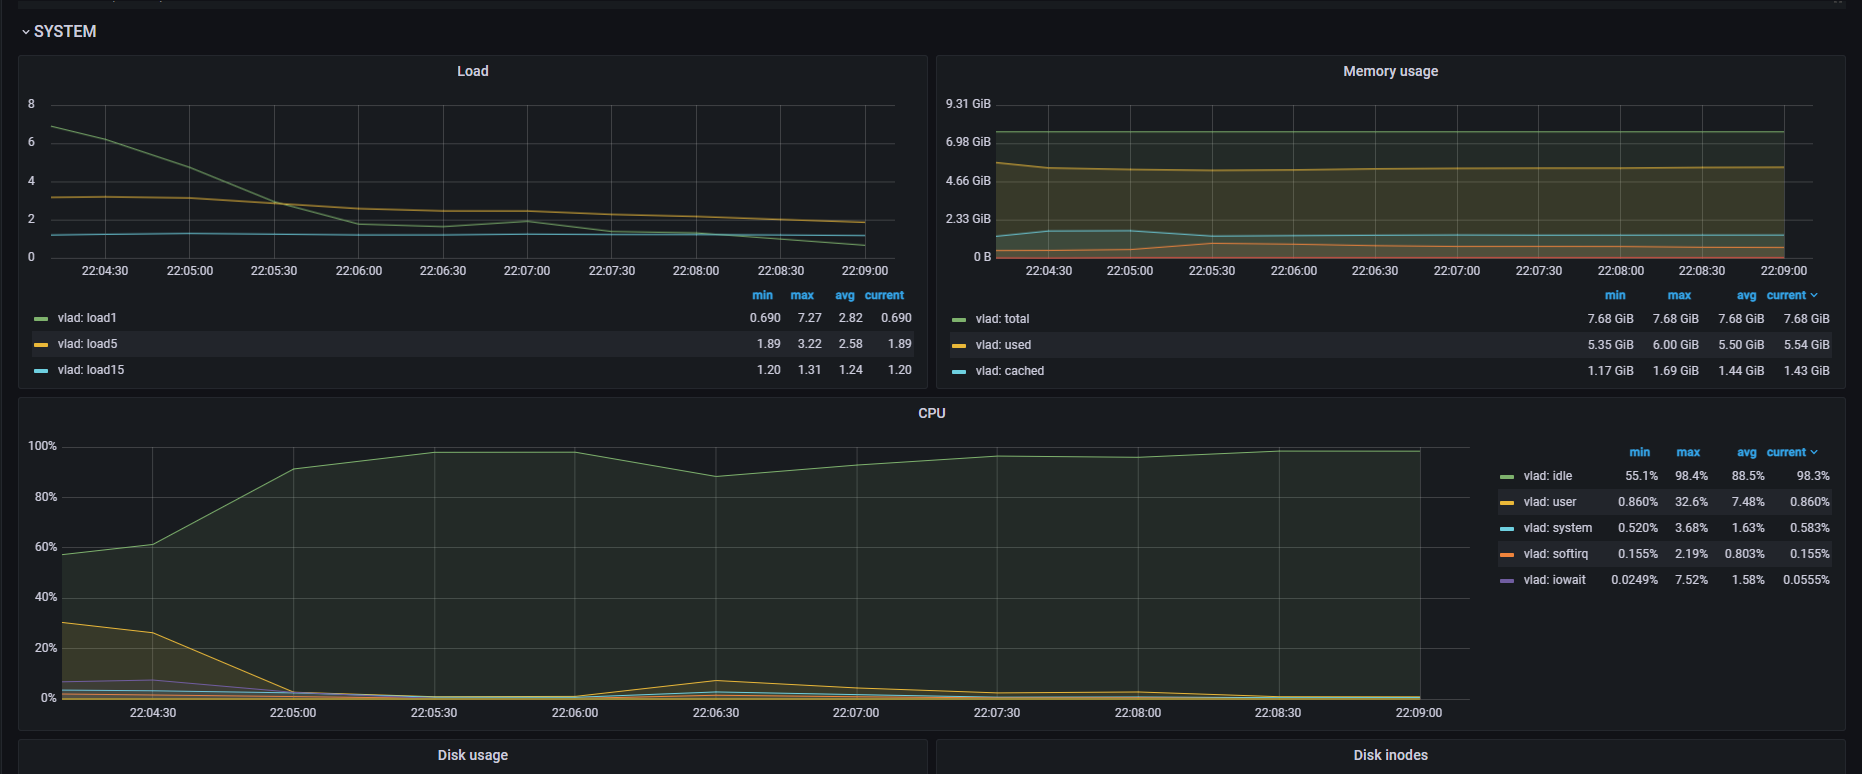 SYSTEM
Load
8
6
4
2
0
22:04:30 22:05:00 22:05:30 22:06:00 22:06:30 22:07:00 22:07:30 22:08:00 22:08:30 22:09:00
min max avg current
vlad: load1 0.690 7.27 2.82 0.690
vlad: load5 1.89 3.22 2.58 1.89
vlad: load15 1.20 1.31 1.24 1.20
Memory usage
9.31 GiB
6.98 GiB
4.66 GiB
2.33 GiB
0 B
22:04:30 22:05:00 22:05:30 22:06:00 22:06:30 22:07:00 22:07:30 22:08:00 22:08:30 22:09:00
min max avg current
vlad: total 7.68 GiB 7.68 GiB 7.68 GiB 7.68 GiB
vlad: used 5.35 GiB 6.00 GiB 5.50 GiB 5.54 GiB
vlad: cached 1.17 GiB 1.69 GiB 1.44 GiB 1.43 GiB
CPU
100%
80%
60%
40%
20%
0%
22:04:30 22:05:00 22:05:30 22:06:00 22:06:30 22:07:00 22:07:30 22:08:00 22:08:30 22:09:00
min max avg current
vlad: idle 55.1% 98.4% 88.5% 98.3%
vlad: user 0.860% 32.6% 7.48% 0.860%
vlad: system 0.520% 3.68% 1.63% 0.583%
vlad: softirq 0.155% 2.19% 0.803% 0.155%
vlad: iowait 0.0249% 7.52% 1.58% 0.0555%
Disk usage
Disk inodes